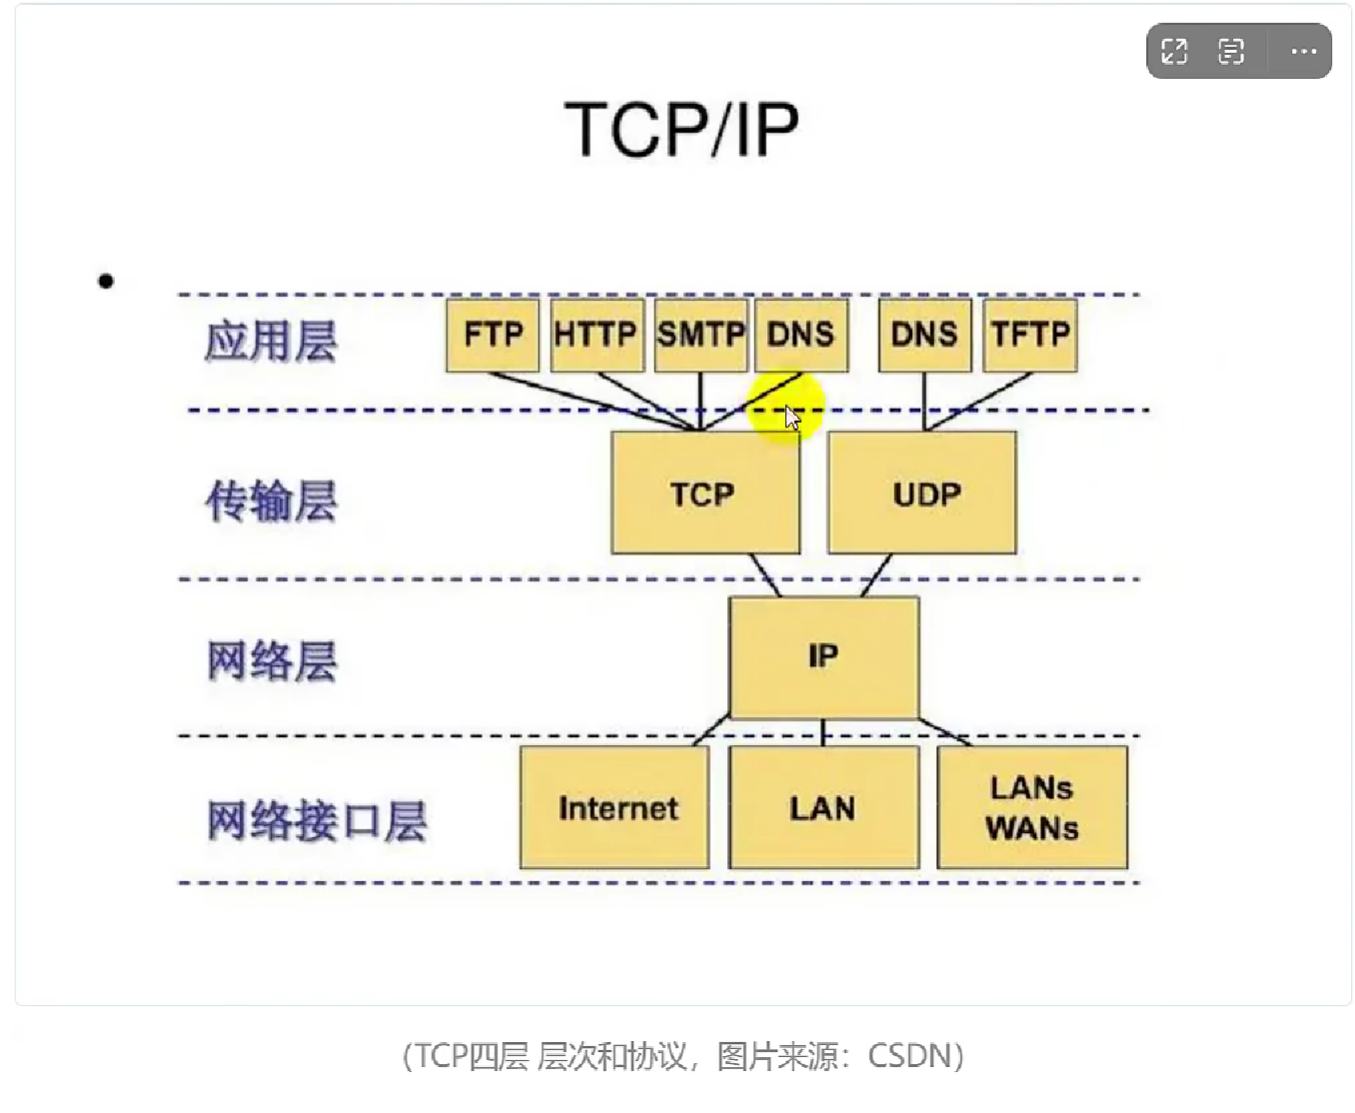 TCP/IP
应用层 FTP HTTP SMTP DNS DNS TFTP
传输层 TCP UDP
网络层 IP
网络接口层 Internet LAN LANs
WANs
（TCP四层 层次和协议，图片来源：CSDN）